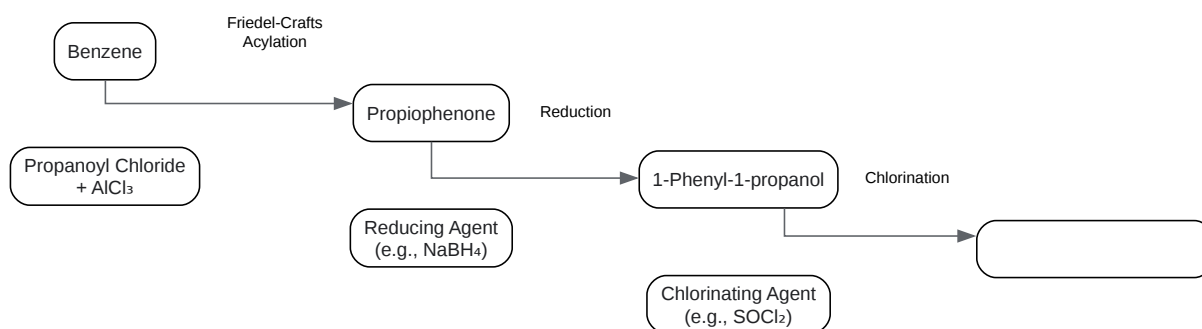 Friedel-Crafts
Acylation
Benzene
Propiophenone
Reduction
Propanoyl Chloride
+ AlCl₃
1-Phenyl-1-propanol
Chlorination
Reducing Agent
(e.g., NaBH₄)
Chlorinating Agent
(e.g., SOCl₂)